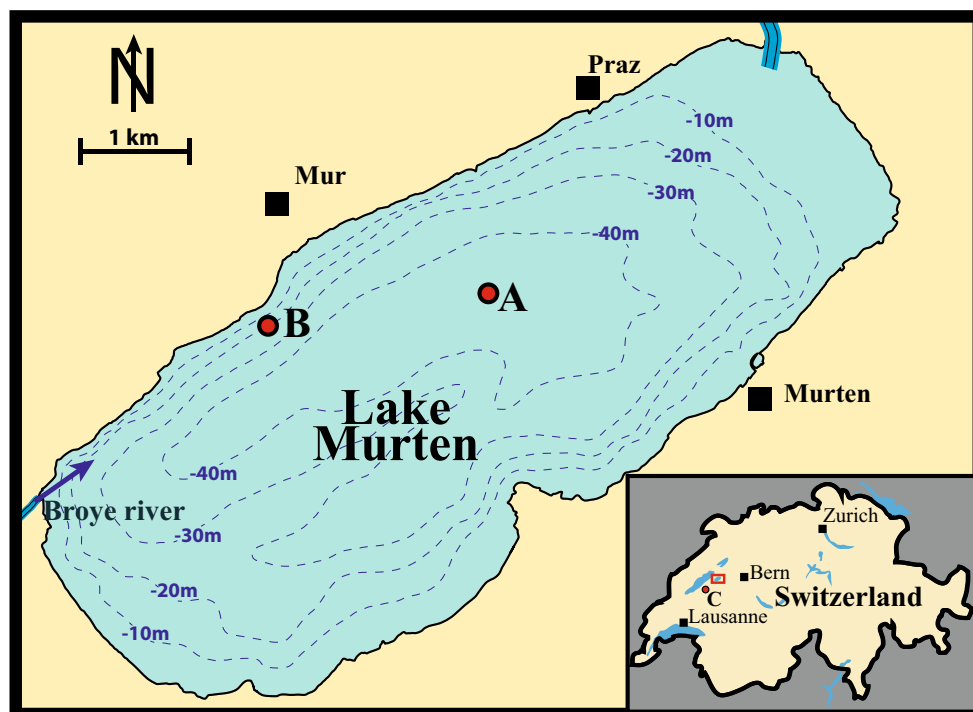 N
1 km
Praz
Mur
-10m
-20m
-30m
-40m
A
B
Lake
Murten
Murten
-40m
Broye river
-30m
-20m
-10m
Zurich
Bern
C
Switzerland
Lausanne